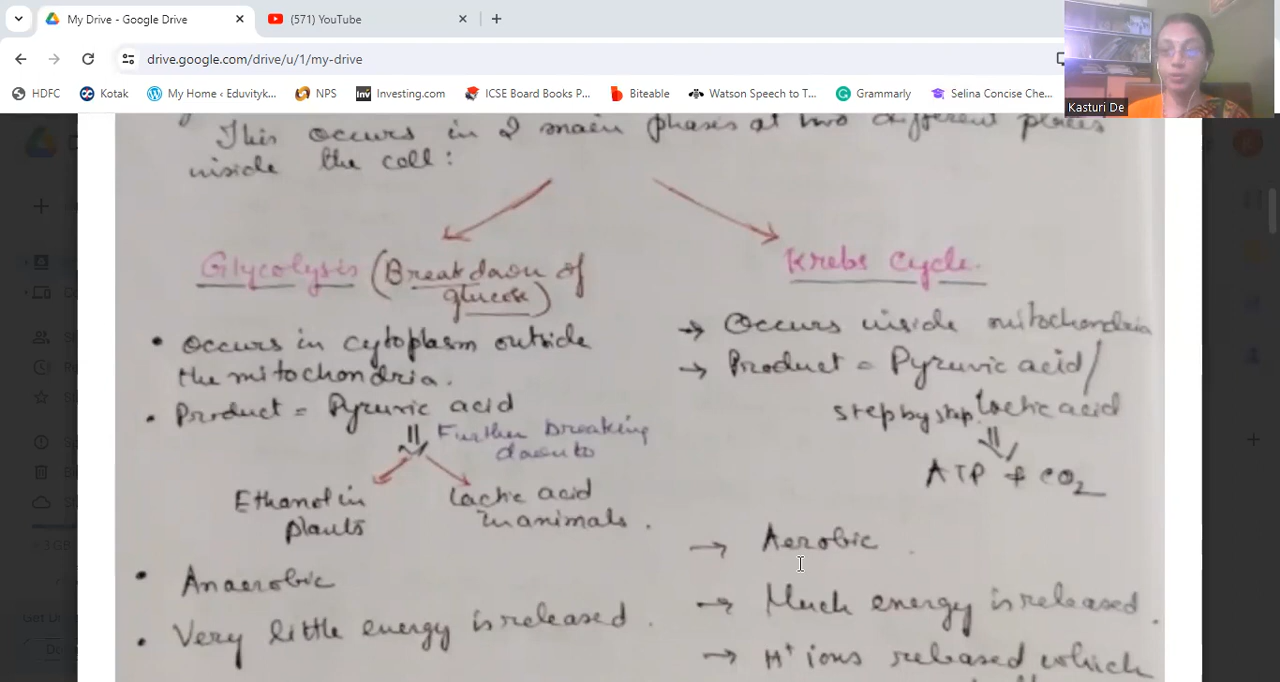 My Drive - Google Drive
(571) YouTube
drive.google.com/drive/u/1/my-drive
HDFC
Kotak
My Home ‹ Eduvityk...
NPS
Investing.com
ICSE Board Books P...
Biteable
Watson Speech to T...
Grammarly
Selina Concise Che...
Kasturi De
This occurs in 2 main phases at two different places
inside the cell :
Glycolysis (Breakdown of
glucose)
• Occurs in cytoplasm outside
the mitochondria.
• Product = Pyruvic acid
Further breaking
down to
Ethanol in
plants
Lactic acid
in animals.
• Anaerobic
• Very little energy is released.
Krebs Cycle.
→ Occurs inside mitochondria
→ Product = Pyruvic acid/
step by step Lactic acid
ATP + CO2
→ Aerobic
→ Much energy is released.
→ H+ ions released which